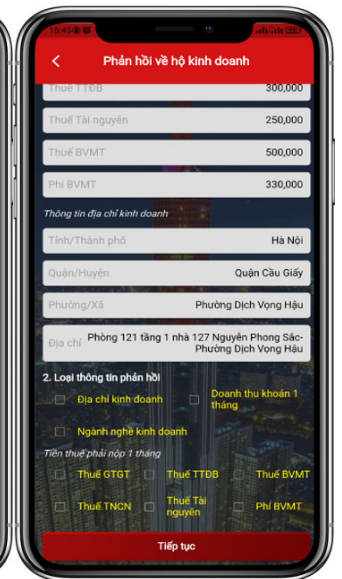 16:45
Phản hồi về hộ kinh doanh
Thuế TTĐB 300,000
Thuế Tài nguyên 250,000
Thuế BVMT 500,000
Phí BVMT 330,000
Thông tin địa chỉ kinh doanh
Tỉnh/Thành phố Hà Nội
Quận/Huyện Quận Cầu Giấy
Phường/Xã Phường Dịch Vọng Hậu
Địa chỉ Phòng 121 tầng 1 nhà 127 Nguyễn Phong Sắc-
Phường Dịch Vọng Hậu
2. Loại thông tin phản hồi
Địa chỉ kinh doanh
Doanh thu khoán 1
tháng
Ngành nghề kinh doanh
Tiền thuế phải nộp 1 tháng
Thuế GTGT Thuế TTĐB Thuế BVMT
Thuế TNCN
Thuế Tài
nguyên
Phí BVMT
Tiếp tục